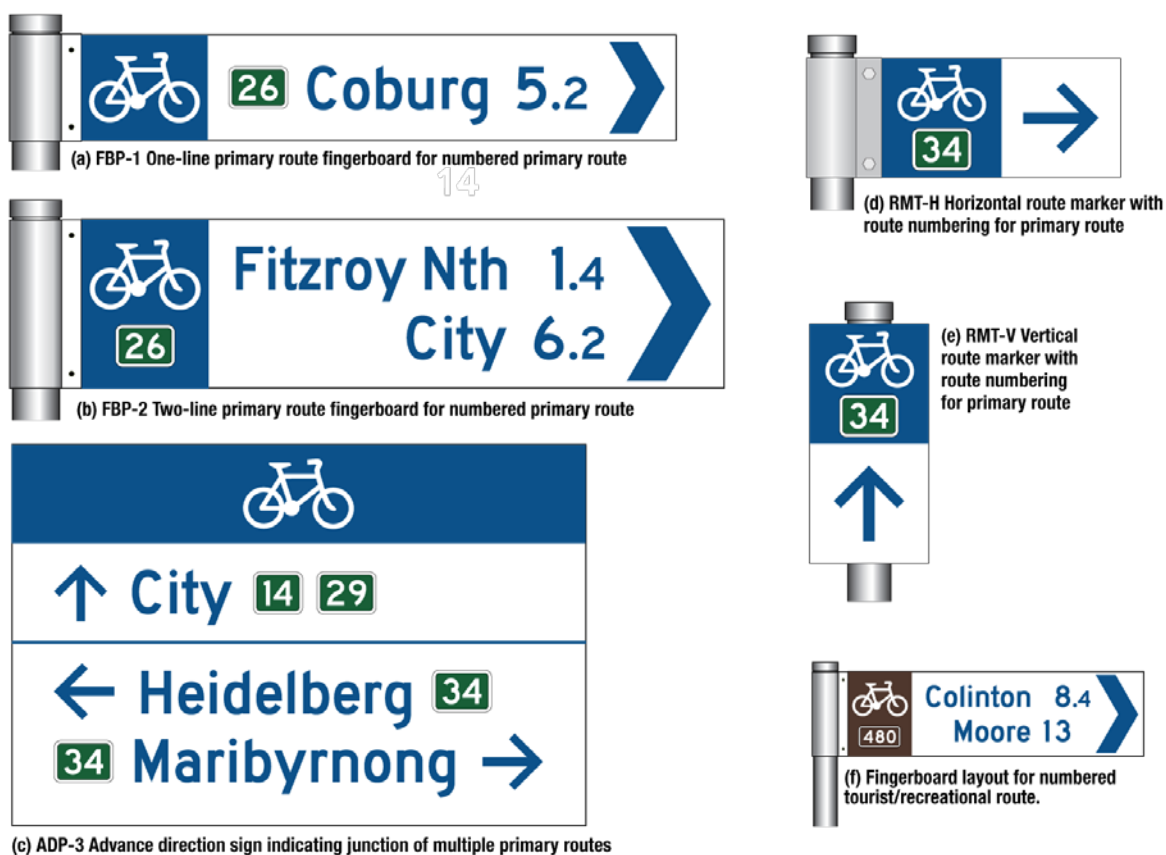 26 Coburg 5.2
(a) FBP-1 One-line primary route fingerboard for numbered primary route
14
Fitzroy Nth 1.4
City 6.2
26
(b) FBP-2 Two-line primary route fingerboard for numbered primary route
City 14 29
Heidelberg 34
34 Maribyrnong
(c) ADP-3 Advance direction sign indicating junction of multiple primary routes
34
(d) RMT-H Horizontal route marker with
route numbering for primary route
34
(e) RMT-V Vertical
route marker with
route numbering
for primary route
Colinton 8.4
Moore 13
480
(f) Fingerboard layout for numbered
tourist/recreational route.